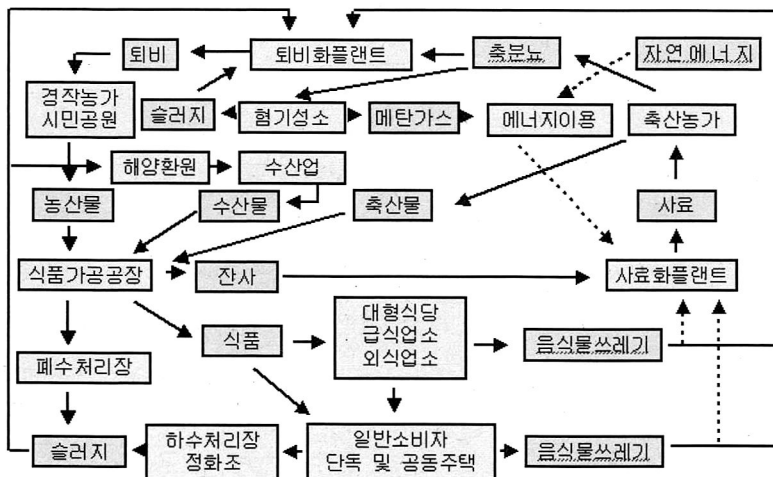 퇴비
퇴비화플랜트
축분뇨
자연에너지
경작농가
시민공원
슬러지
혐기성소
메탄가스
에너지이용
축산농가
해양환원
수산업
농산물
수산물
축산물
사료
식품가공공장
잔사
사료화플랜트
대형식당
급식업소
외식업소
식품
음식물쓰레기
폐수처리장
슬러지
하수처리장
정화조
일반소비자
단독 및 공동주택
음식물쓰레기